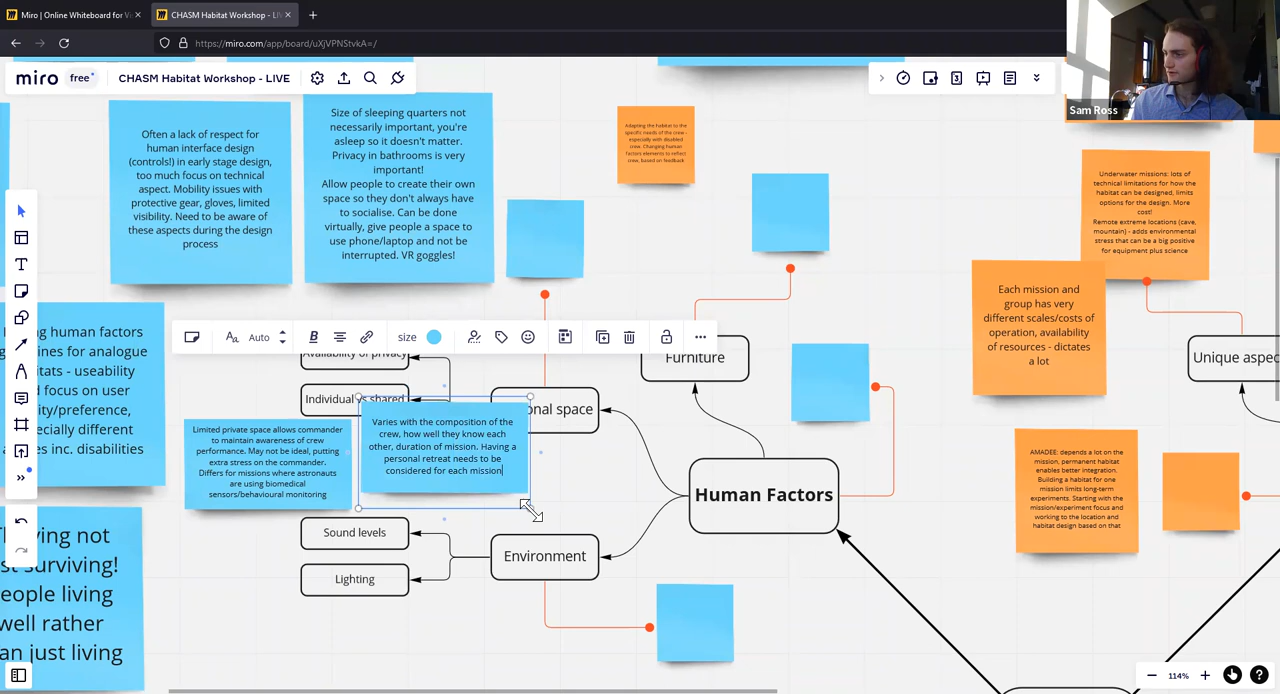 Miro | Online Whiteboard for Vi
CHASM Habitat Workshop - LIV
https://miro.com/app/board/uXjVPNStvkA=/
miro
free
CHASM Habitat Workshop - LIVE
3
Sam Ross
Often a lack of respect for
human interface design
(controls!) in early stage design,
too much focus on technical
aspect. Mobility issues with
protective gear, gloves, limited
visibility. Need to be aware of
these aspects during the design
process
Size of sleeping quarters not
necessarily important, you're
asleep so it doesn't matter.
Privacy in bathrooms is very
important!
Allow people to create their own
space so they don't always have
to socialise. Can be done
virtually, give people a space to
use phone/laptop and not be
interrupted. VR goggles!
Adapting the habitat to the
specific needs of the crew -
especially with disabled
crew. Changing human
factors elements to reflect
crew, based on feedback
Underwater missions: lots of
technical limitations for how the
habitat can be designed, limits
options for the design. More
cost!
Remote extreme locations (cave,
mountain) - adds environmental
stress that can be a big positive
for equipment plus science
Each mission and
group has very
different scales/costs of
operation, availability
of resources - dictates
a lot
human factors
lines for analogue
itats - useability
d focus on user
ity/preference,
ecially different
es inc. disabilities
Auto
B
size
Availability of privacy
Individual vs shared
onal space
Furniture
Unique aspec
Limited private space allows commander
to maintain awareness of crew
performance. May not be ideal, putting
extra stress on the commander.
Differs for missions where astronauts
are using biomedical
sensors/behavioural monitoring
Varies with the composition of the
crew, how well they know each
other, duration of mission. Having a
personal retreat needs to be
considered for each mission
Human Factors
AMADEE: depends a lot on the
mission, permanent habitat
enables better integration.
Building a habitat for one
mission limits long-term
experiments. Starting with the
mission/experiment focus and
working to the location and
habitat design based on that
Sound levels
Environment
Lighting
ving not
st surviving!
eople living
well rather
an just living
114%